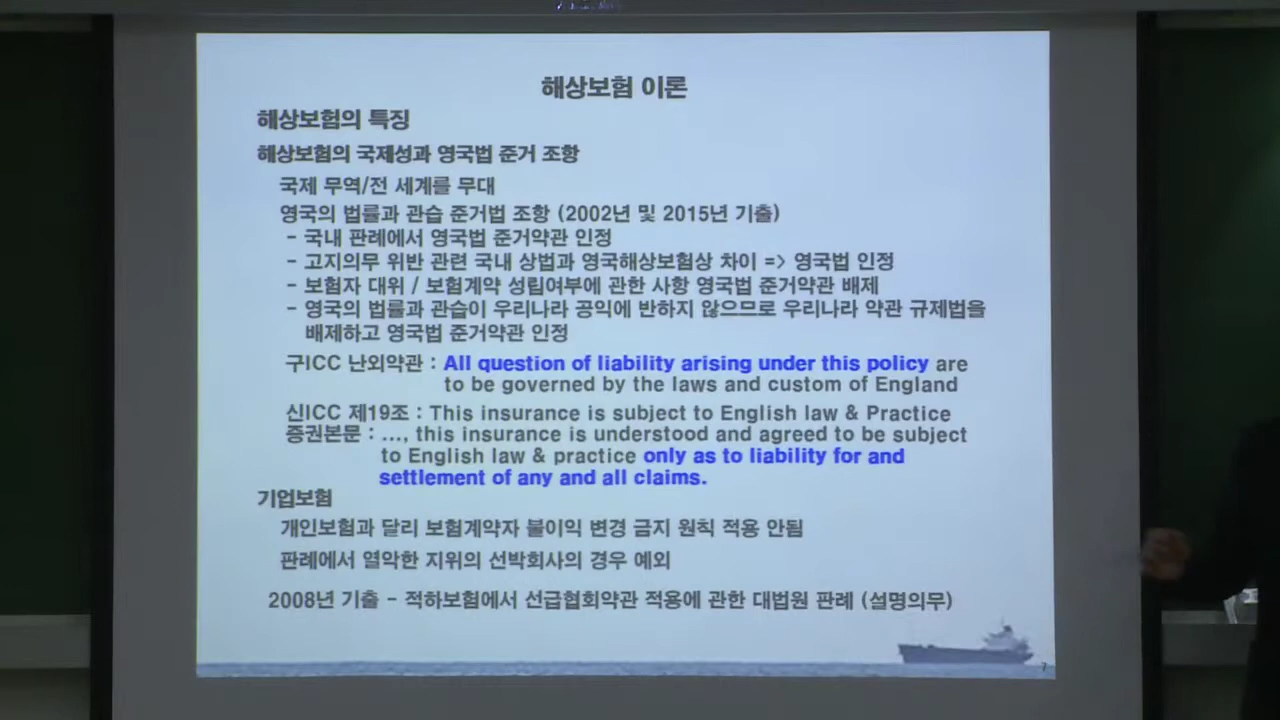 해상보험 이론
해상보험의 특징
해상보험의 국제성과 영국법 준거 조항
국제 무역/전 세계를 무대
영국의 법률과 관습 준거법 조항 (2002년 및 2015년 기출)
- 국내 판례에서 영국법 준거약관 인정
- 고지의무 위반 관련 국내 상법과 영국해상보험상 차이 => 영국법 인정
- 보험자 대위 / 보험계약 성립여부에 관한 사항 영국법 준거약관 배제
- 영국의 법률과 관습이 우리나라 공익에 반하지 않으므로 우리나라 약관 규제법을
배제하고 영국법 준거약관 인정
구ICC 난외약관 : All question of liability arising under this policy are
to be governed by the laws and custom of England
신ICC 제19조 : This insurance is subject to English law & Practice
증권본문 : ..., this insurance is understood and agreed to be subject
to English law & practice only as to liability for and
settlement of any and all claims.
기업보험
개인보험과 달리 보험계약자 불이익 변경 금지 원칙 적용 안됨
판례에서 열악한 지위의 선박회사의 경우 예외
2008년 기출 - 적하보험에서 선급협회약관 적용에 관한 대법원 판례 (설명의무)
7